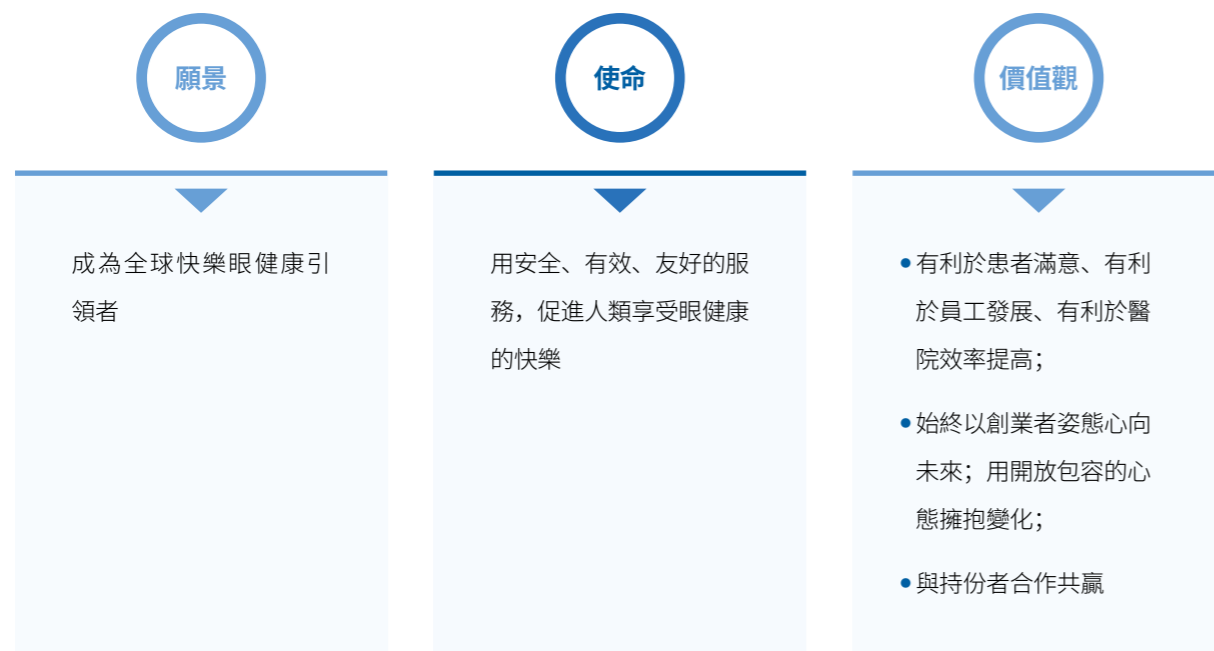 願景
成為全球快樂眼健康引
領者
使命
用安全、有效、友好的服
務，促進人類享受眼健康
的快樂
價值觀
•有利於患者滿意、有利
於員工發展、有利於醫
院效率提高；
•始終以創業者姿態心向
未來；用開放包容的心
態擁抱變化；
•與持份者合作共贏